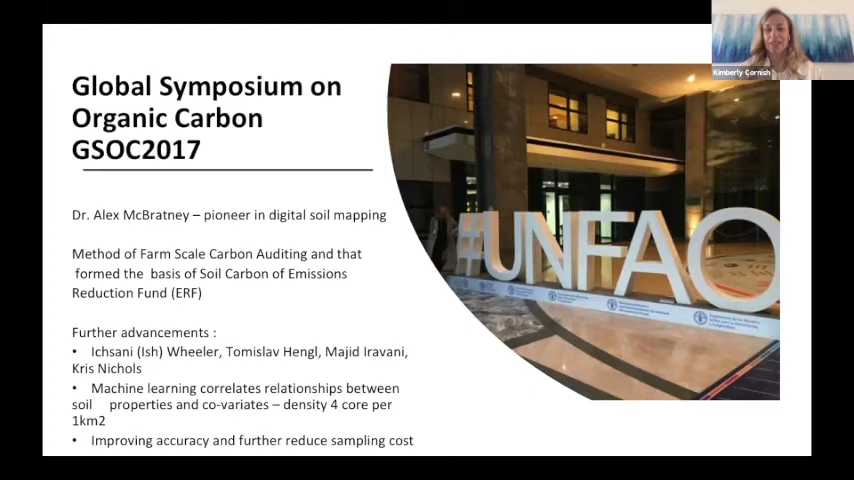 Kimberly Cornish
Global Symposium on
Organic Carbon
GSOC2017
Dr. Alex McBratney – pioneer in digital soil mapping
Method of Farm Scale Carbon Auditing and that
formed the basis of Soil Carbon of Emissions
Reduction Fund (ERF)
Further advancements :
• Ichsani (Ish) Wheeler, Tomislav Hengl, Majid Iravani,
Kris Nichols
• Machine learning correlates relationships between
soil properties and co-variates – density 4 core per
1km2
• Improving accuracy and further reduce sampling cost
#UNFAO